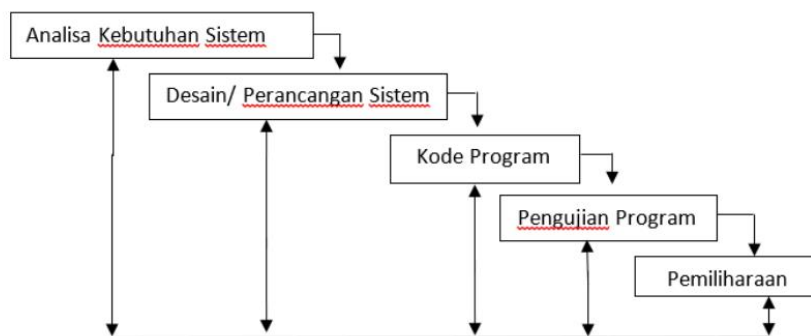 Analisa Kebutuhan Sistem
Desain/ Perancangan Sistem
Kode Program
Pengujian Program
Pemiliharaan